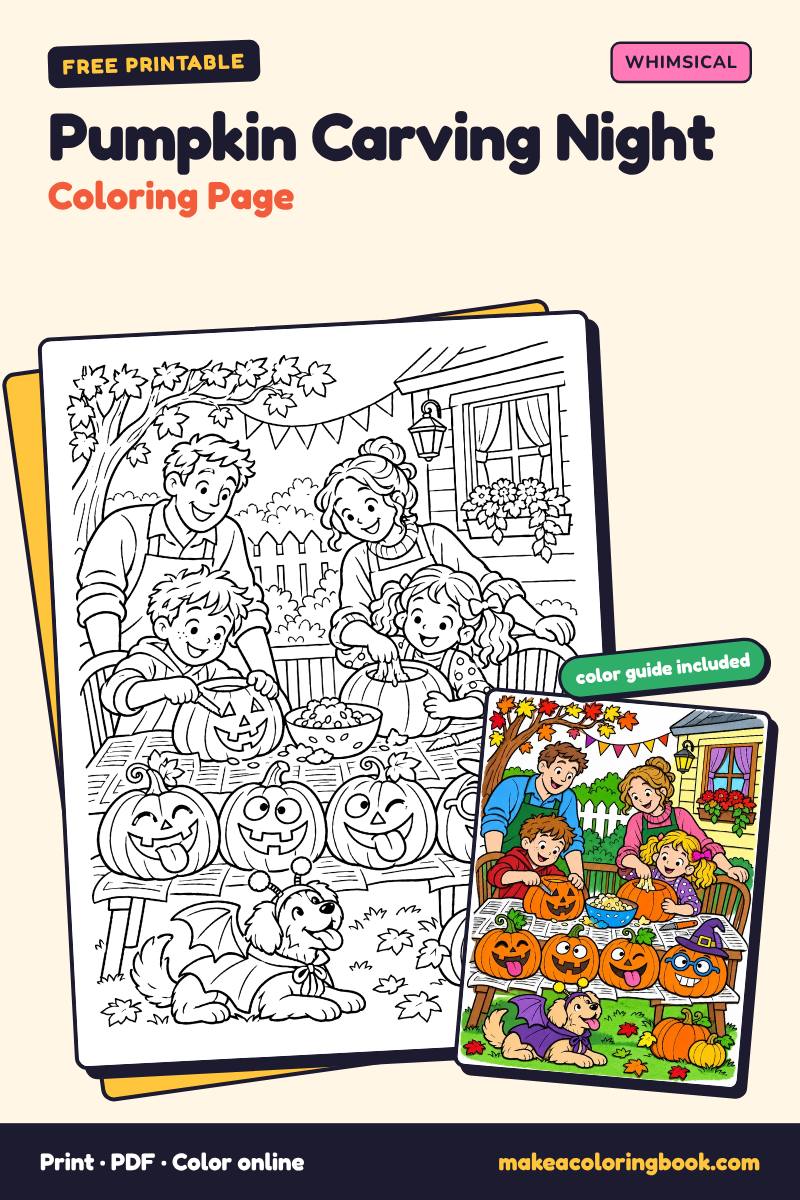 FREE PRINTABLE
WHIMSICAL
Pumpkin Carving Night
Coloring Page
color guide included
Print · PDF · Color online
makeacoloringbook.com